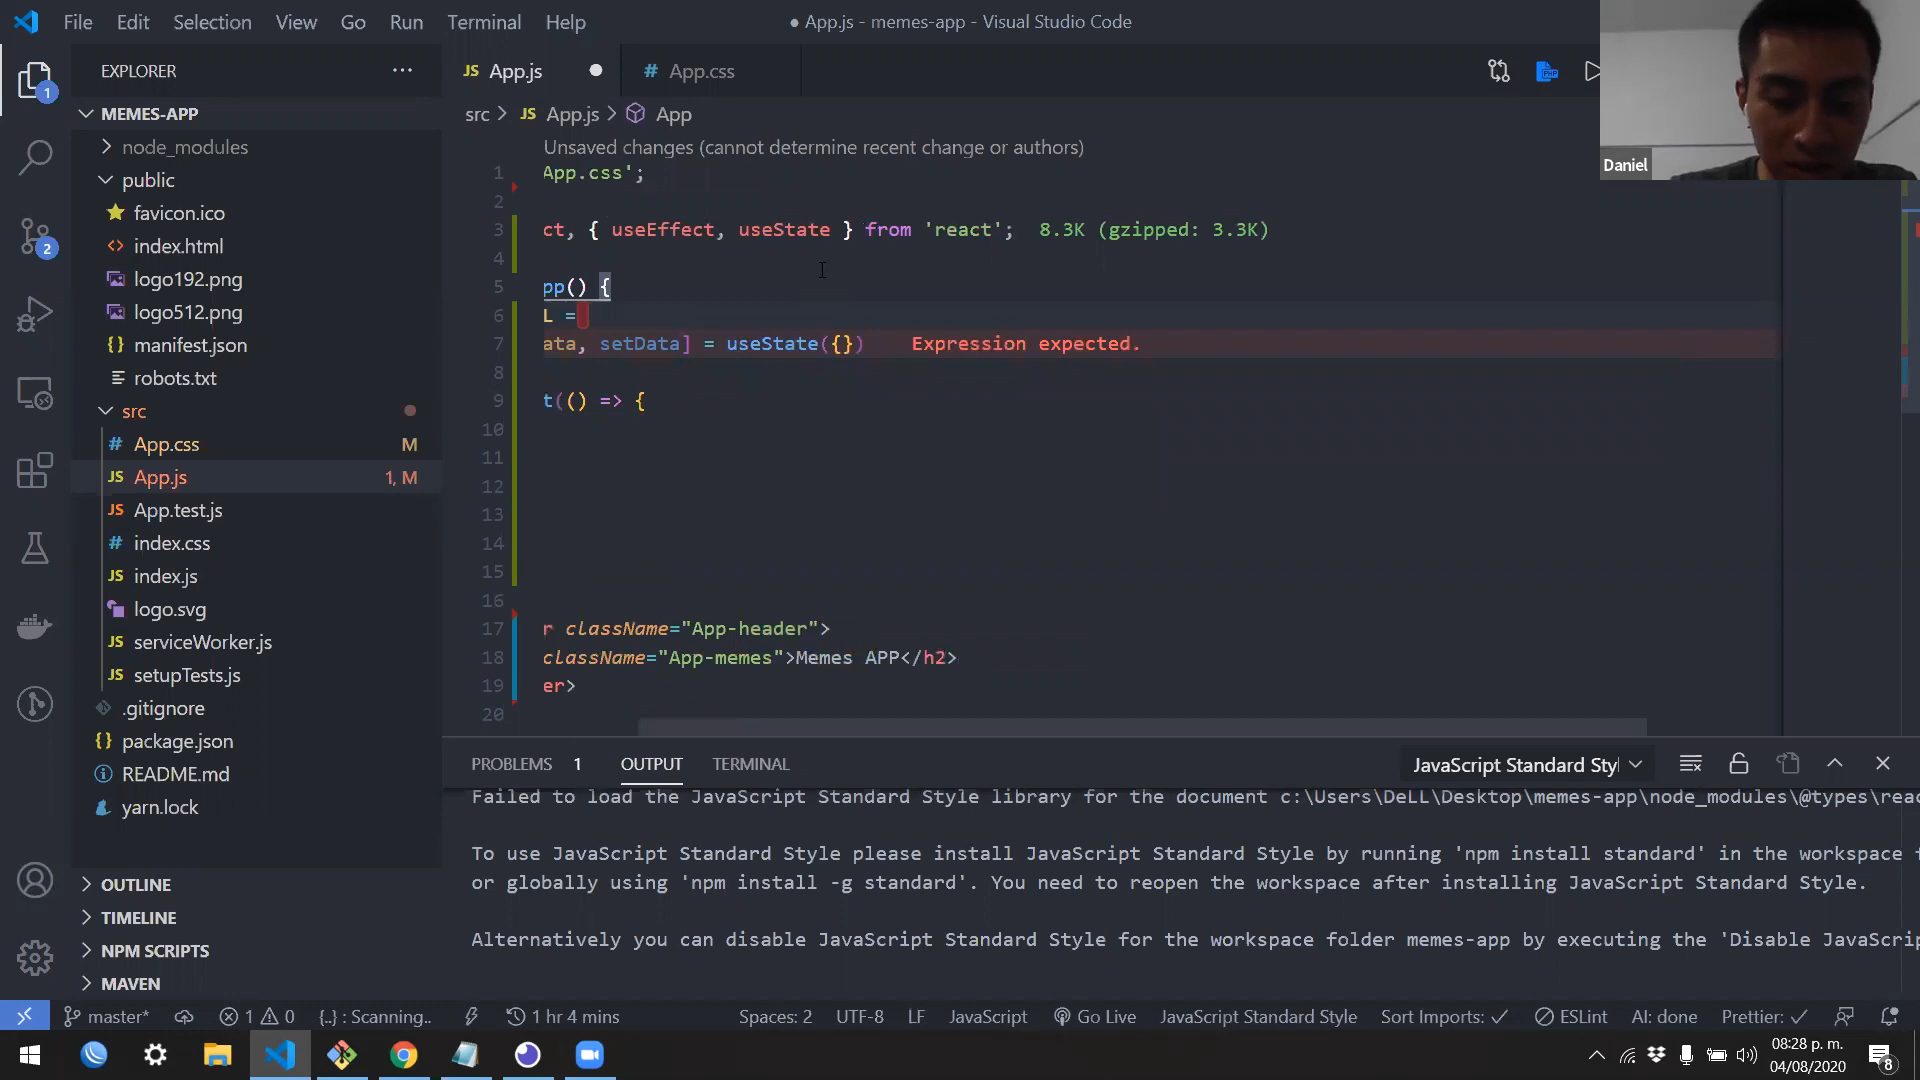 File Edit Selection View Go Run Terminal Help
● App.js - memes-app - Visual Studio Code
Daniel
EXPLORER ···
1
2
MEMES-APP
node_modules
public
favicon.ico
index.html
logo192.png
logo512.png
manifest.json
robots.txt
src
# App.css M
JS App.js 1, M
JS App.test.js
# index.css
JS index.js
logo.svg
JS serviceWorker.js
JS setupTests.js
.gitignore
{} package.json
README.md
yarn.lock
OUTLINE
TIMELINE
NPM SCRIPTS
MAVEN
JS App.js ● # App.css
src > JS App.js > App
Unsaved changes (cannot determine recent change or authors)
1 App.css';
2
3 ct, { useEffect, useState } from 'react'; 8.3K (gzipped: 3.3K)
4
5 pp() {
6 L =
7 ata, setData] = useState({}) Expression expected.
8
9 t(() => {
10
11
12
13
14
15
16
17 r className="App-header">
18 className="App-memes">Memes APP</h2>
19 er>
20
PROBLEMS 1 OUTPUT TERMINAL JavaScript Standard Styl
Failed to load the JavaScript Standard Style library for the document c:\Users\DeLL\Desktop\memes-app\node_modules\@types\reac
To use JavaScript Standard Style please install JavaScript Standard Style by running 'npm install standard' in the workspace f
or globally using 'npm install -g standard'. You need to reopen the workspace after installing JavaScript Standard Style.
Alternatively you can disable JavaScript Standard Style for the workspace folder memes-app by executing the 'Disable JavaScrip
master* 1 0 {..} : Scanning.. 1 hr 4 mins Spaces: 2 UTF-8 LF JavaScript Go Live JavaScript Standard Style Sort Imports: ✓ ESLint AI: done Prettier: ✓
08:28 p. m.
04/08/2020
8